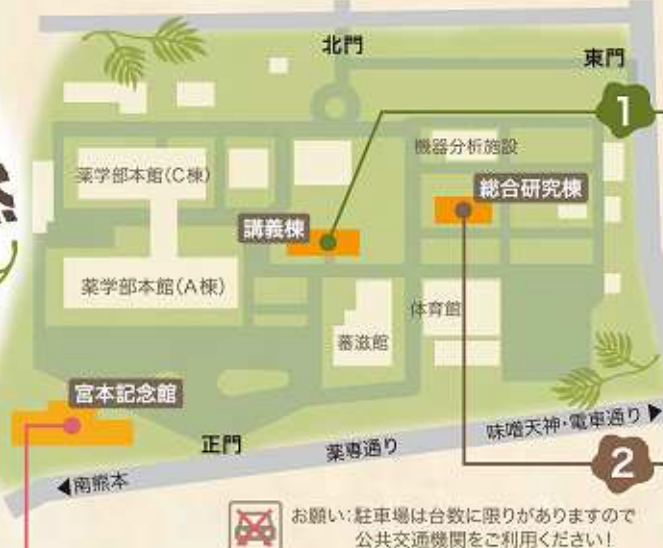 北門
東門
1
機器分析施設
薬学部本館(C棟)
総合研究棟
講義棟
薬学部本館(A棟)
体育館
蕃滋館
宮本記念館
正門
薬専通り
味噌天神・電車通り▶
2
◀南熊本
お願い:駐車場は台数に限りがありますので
公共交通機関をご利用ください!